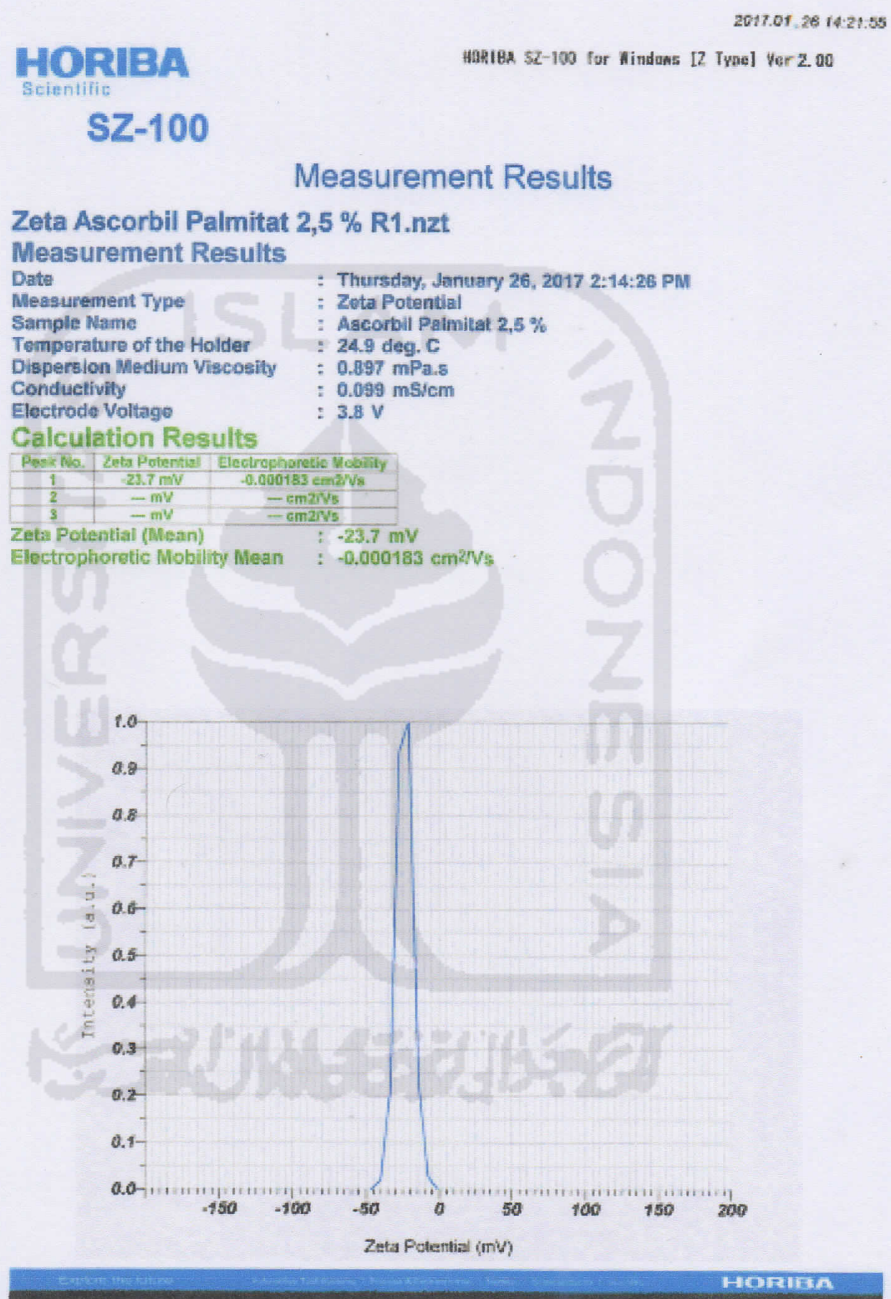 2017.01.26 14:21:55
HORIBA
Scientific
HORIBA SZ-100 for Windows [Z Type] Ver 2.00
SZ-100
Measurement Results
Zeta Ascorbil Palmitat 2,5 % R1.nzt
Measurement Results
Date : Thursday, January 26, 2017 2:14:26 PM
Measurement Type : Zeta Potential
Sample Name : Ascorbil Palmitat 2,5 %
Temperature of the Holder : 24.9 deg. C
Dispersion Medium Viscosity : 0.897 mPa.s
Conductivity : 0.099 mS/cm
Electrode Voltage : 3.8 V
Calculation Results
Peak No. Zeta Potential Electrophoretic Mobility
1 -23.7 mV -0.000183 cm2/Vs
2 --- mV --- cm2/Vs
3 --- mV --- cm2/Vs
Zeta Potential (Mean) : -23.7 mV
Electrophoretic Mobility Mean : -0.000183 cm²/Vs
UNIVERSITAS
ISLAM
INDONESIA
1.0
0.9
0.8
0.7
0.6
0.5
0.4
0.3
0.2
0.1
0.0
Intensity (a.u.)
-150 -100 -50 0 50 100 150 200
Zeta Potential (mV)
Explore the future
HORIBA